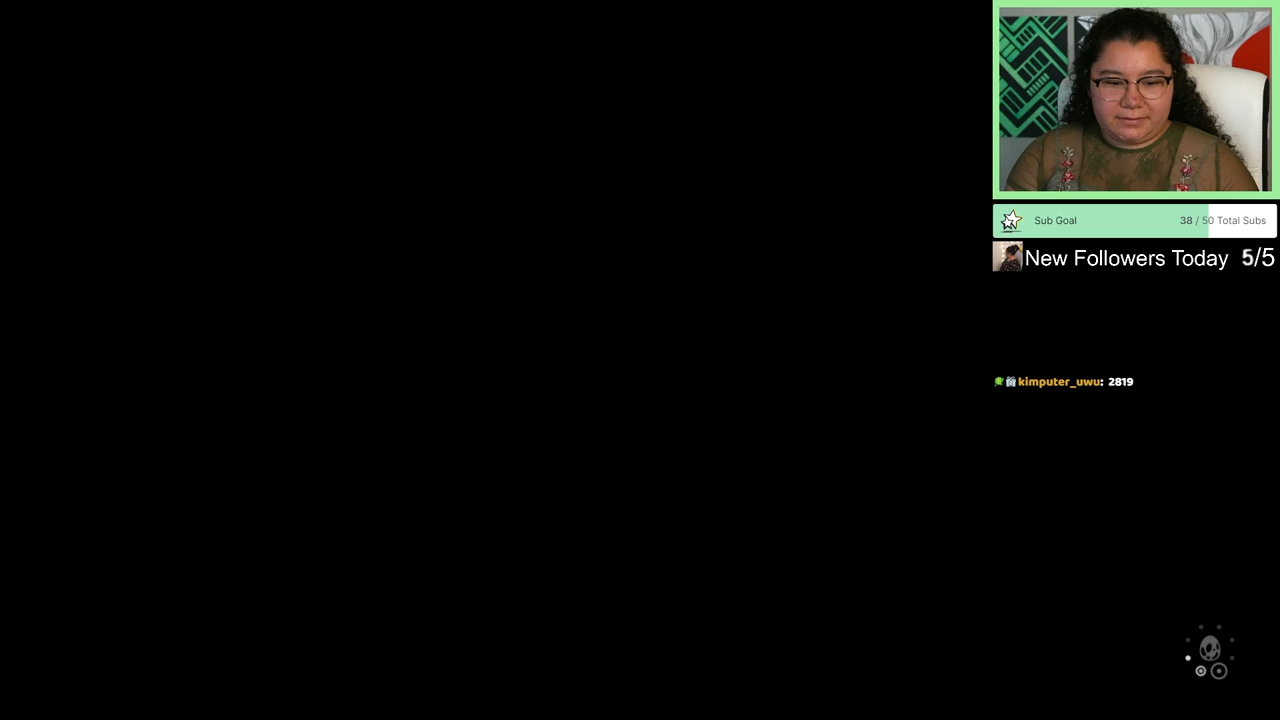 Sub Goal 38 / 50 Total Subs
New Followers Today 5/5
kimputer_uwu: 2819